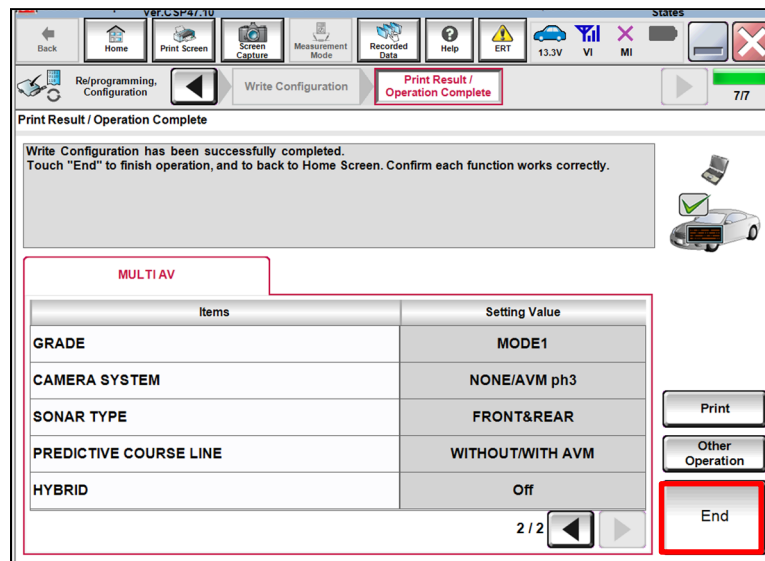 Ver.CSP47.10
States
Back
Home
Print Screen
Screen
Capture
Measurement
Mode
Recorded
Data
Help
ERT
13.3V
VI
MI
Re/programming,
Configuration
Write Configuration
Print Result /
Operation Complete
7/7
Print Result / Operation Complete
Write Configuration has been successfully completed.
Touch "End" to finish operation, and to back to Home Screen. Confirm each function works correctly.
MULTI AV
Items
Setting Value
GRADE
MODE1
CAMERA SYSTEM
NONE/AVM ph3
SONAR TYPE
FRONT&REAR
PREDICTIVE COURSE LINE
WITHOUT/WITH AVM
HYBRID
Off
2 / 2
Print
Other
Operation
End